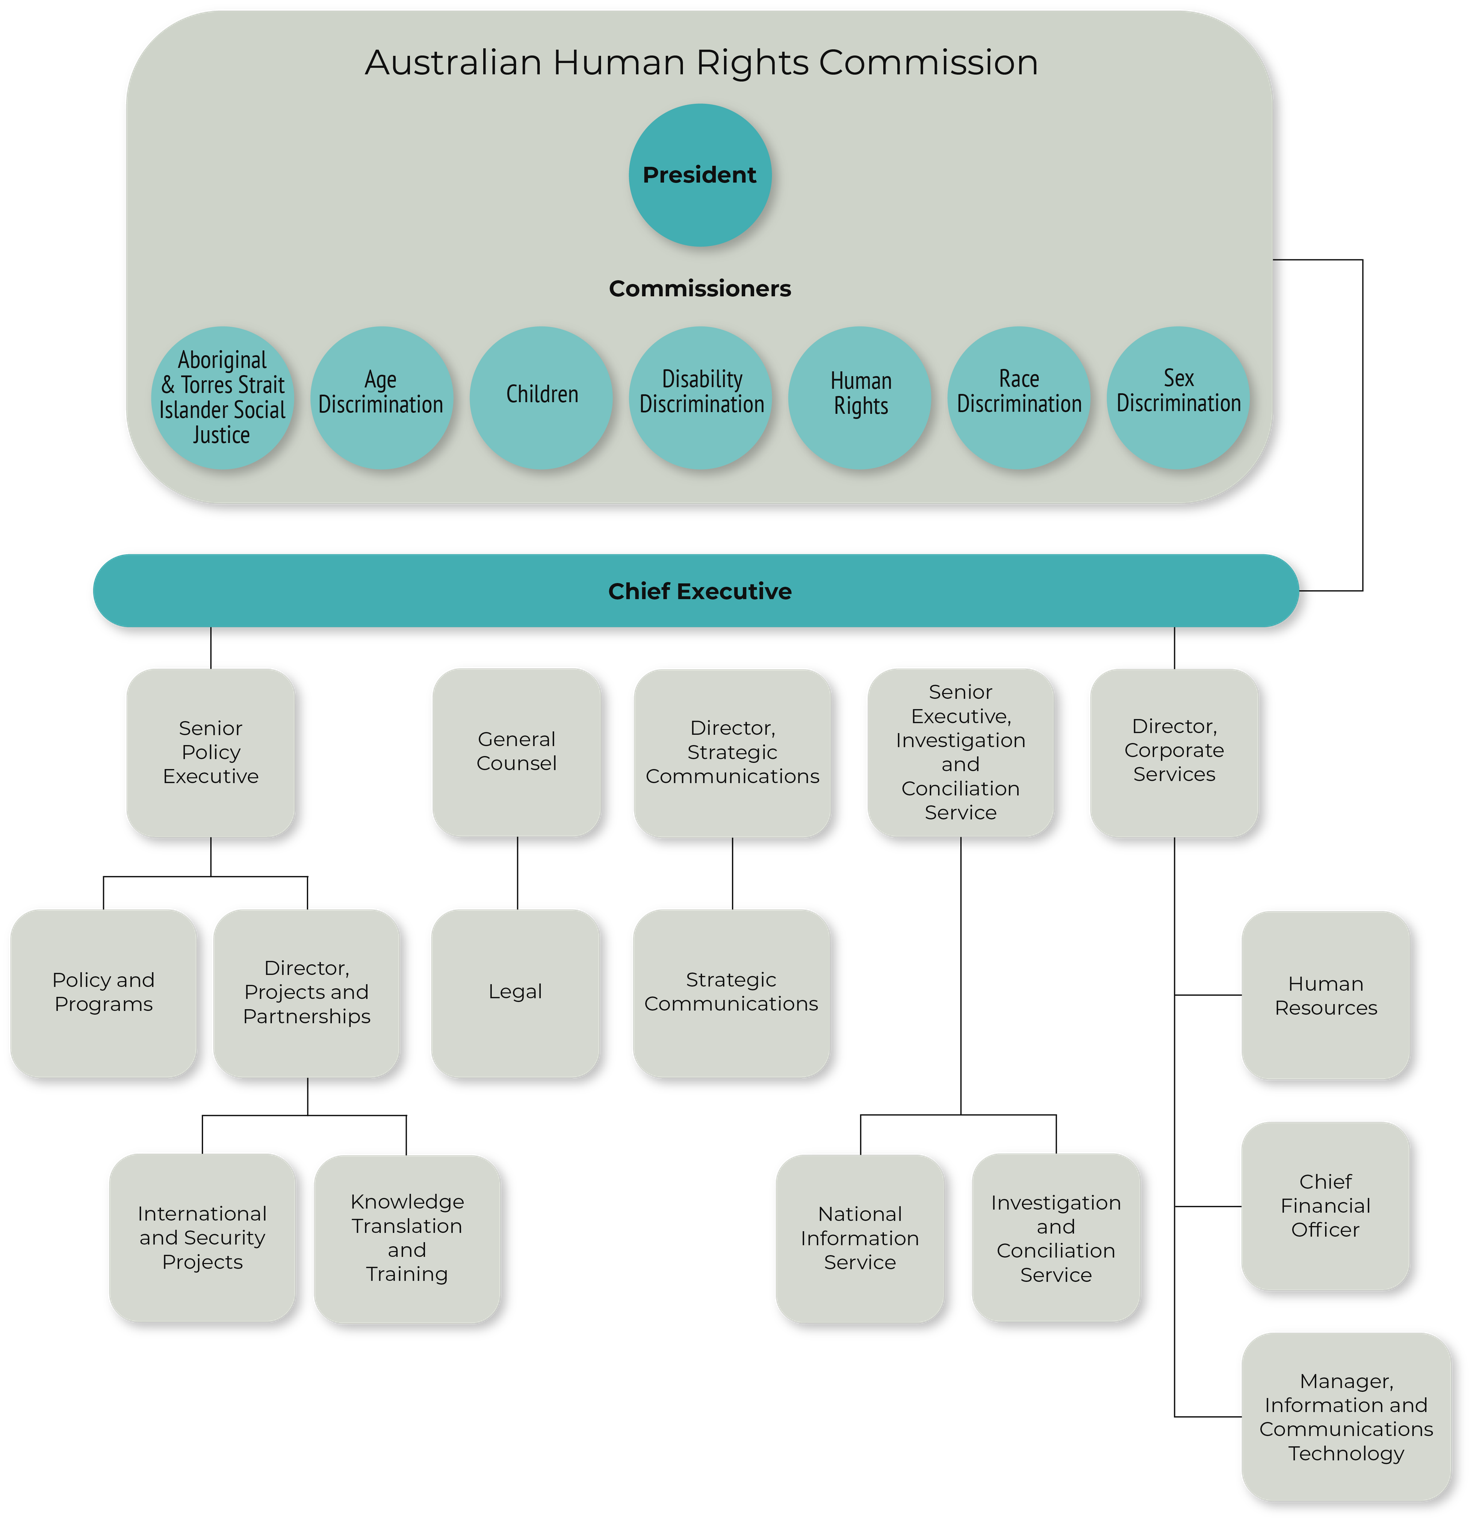 Australian Human Rights Commission
President
Commissioners
Aboriginal
& Torres Strait
Islander Social
Justice
Age
Discrimination
Children
Disability
Discrimination
Human
Rights
Race
Discrimination
Sex
Discrimination
Chief Executive
Senior
Policy
Executive
General
Counsel
Director,
Strategic
Communications
Senior
Executive,
Investigation
and
Conciliation
Service
Director,
Corporate
Services
Policy and
Programs
Director,
Projects and
Partnerships
Legal
Strategic
Communications
Human
Resources
International
and Security
Projects
Knowledge
Translation
and
Training
National
Information
Service
Investigation
and
Conciliation
Service
Chief
Financial
Officer
Manager,
Information and
Communications
Technology